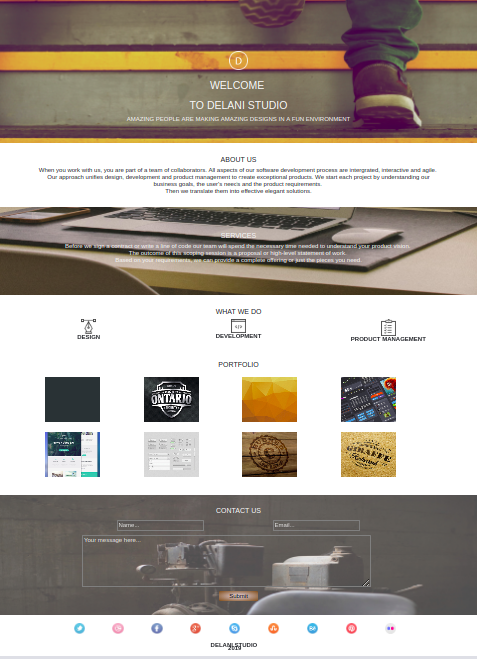 D
WELCOME
TO DELANI STUDIO
AMAZING PEOPLE ARE MAKING AMAZING DESIGNS IN A FUN ENVIRONMENT
ABOUT US
When you work with us, you are part of a team of collaborators. All aspects of our software development process are intergrated, interactive and agile.
Our approach unifies design, development and product management to create exceptional products. We start each project by understanding our
business goals, the user's needs and the product requirements.
Then we translate them into effective elegant solutions.
SERVICES
Before we sign a contract or write a line of code our team will spend the necessary time needed to understand your product vision.
The outcome of this scoping session is a proposal or high-level statement of work.
Based on your requirements, we can provide a complete offering or just the pieces you need.
WHAT WE DO
DESIGN
DEVELOPMENT
PRODUCT MANAGEMENT
PORTFOLIO
ONTARIO
GIRAFFE
CONTACT US
Name...
Email...
Your message here...
Submit
DELANI STUDIO
2019